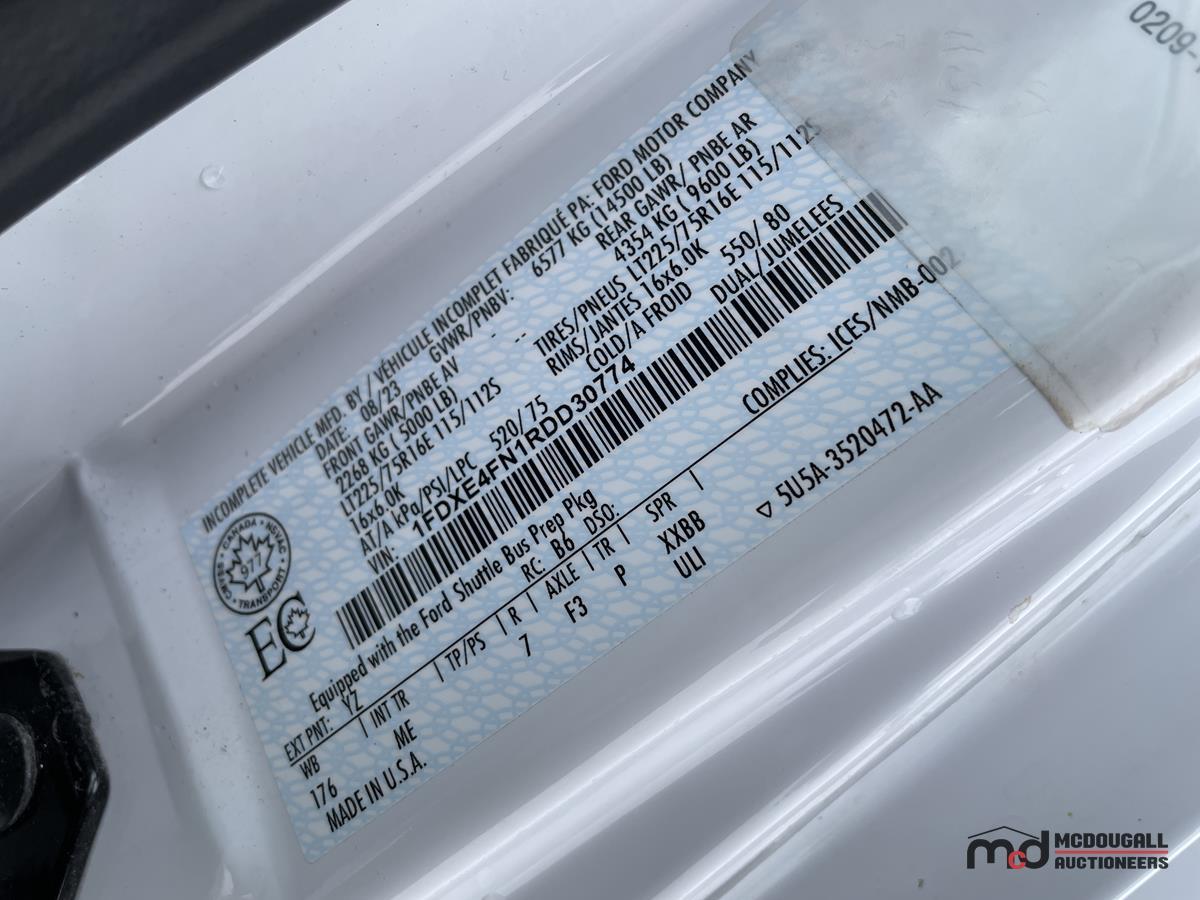 0209-
INCOMPLETE VEHICLE MFD. BY / VÉHICULE INCOMPLET FABRIQUÉ PA: FORD MOTOR COMPANY
DATE: 08/23 GVWR/PNBV: 6577 KG (14500 LB)
FRONT GAWR/PNBE AV REAR GAWR/ PNBE AR
2268 KG ( 5000 LB) -- 4354 KG ( 9600 LB)
LT225/75R16E 115/112S TIRES/PNEUS LT225/75R16E 115/112S
16x6.0K RIMS/JANTES 16x6.0K
AT/A kPa/PSI/LPC 520/ 75 COLD/A FROID 550/ 80
VIN: 1FDXE4FN1RDD30774 DUAL/JUMELEES
CANADA • NSVAC
977
CNVSAC • TRANSPORT
EC
Equipped with the Ford Shuttle Bus Prep Pkg COMPLIES: ICES/NMB-002
EXT PNT: YZ RC: B6 DSO:
WB | INT TR | TP/PS | R | AXLE | TR | SPR |
176 ME 7 F3 P XXBB
MADE IN U.S.A. ULI
▽ 5U5A-3520472-AA
mcd MCDOUGALL
AUCTIONEERS